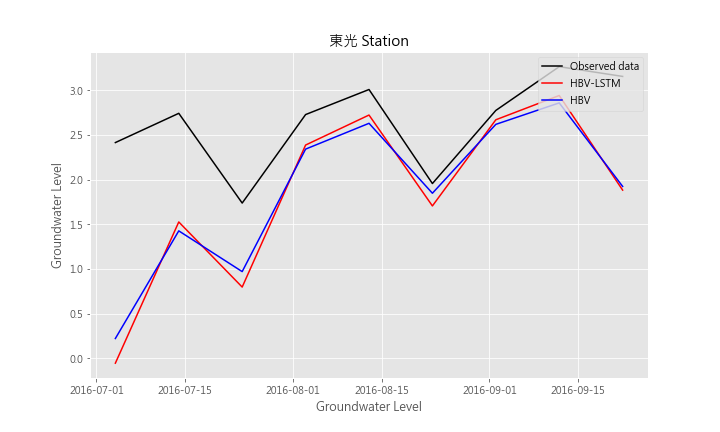 東光 Station
Observed data
HBV-LSTM
HBV
Groundwater Level
3.0
2.5
2.0
1.5
1.0
0.5
0.0
2016-07-01 2016-07-15 2016-08-01 2016-08-15 2016-09-01 2016-09-15
Groundwater Level